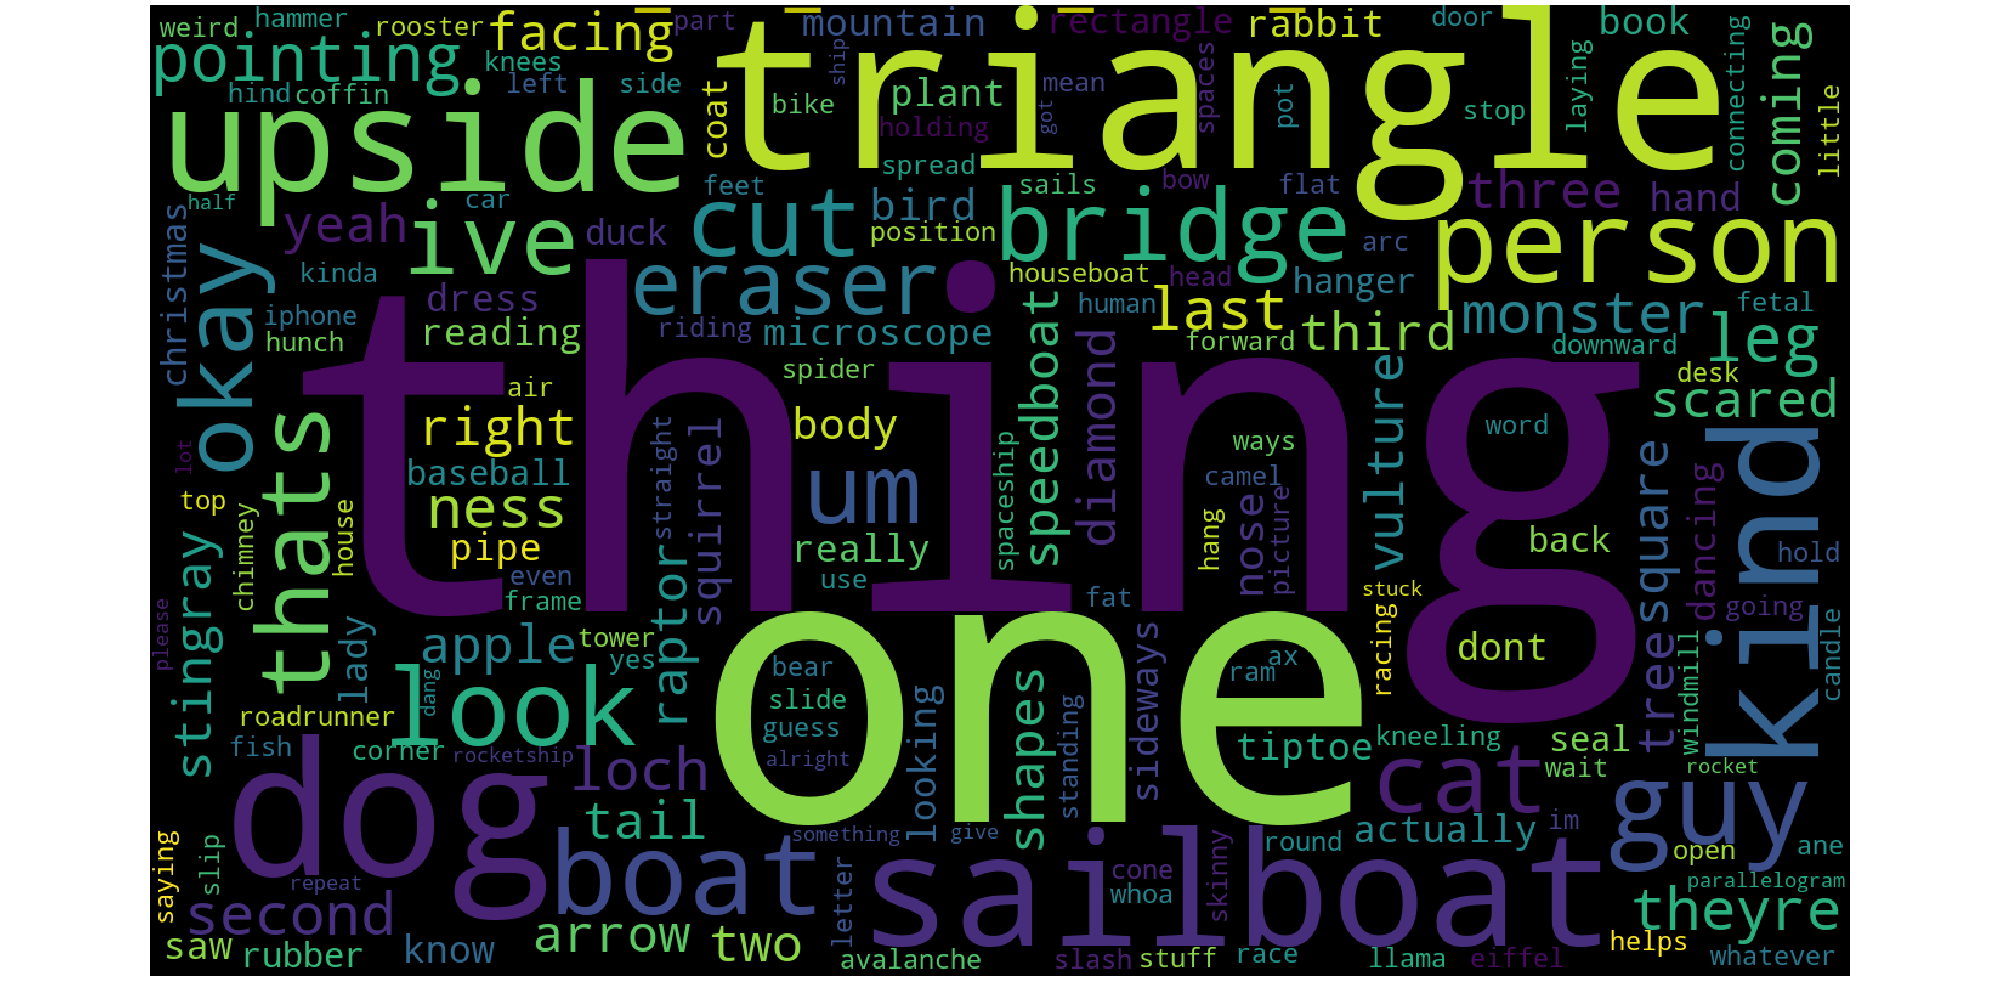 weird hammer rooster facing part mountain rectangle rabbit door book
pointing knees ship connecting coming
hind coffin left side coat bike plant mean spaces pot stop laying little
upside triangle
holding got
spread
half car feet sails bow flat three hand
christmas yeah ive duck cut bird bridge person
position arc
okay kinda eraser houseboat head hanger
iphone dress human last monster fetal
hunch reading riding microscope speedboat diamond forward third downward leg
spider vulture desk
air thing scared
thats right straight squirrel body word
lot baseball um spaceship ways camel square kind dancing
top ness nose picture
stingray chimney house pipe raptor really hang back hold
even use
frame fat stuck
please lady apple tower one dont tree going
yes bear ax racing windmill candle
look dang slide ram
roadrunner guess looking shapes standing sideways tiptoe kneeling seal
fish corner rocketship loch alright cat wait rocket
dog tail guy
boat something give sailboat round actually im
saying slip repeat letter cone skinny open ane
second whoa parallelogram
saw rubber know arrow two theyre
avalanche slash stuff race llama eiffel helps whatever